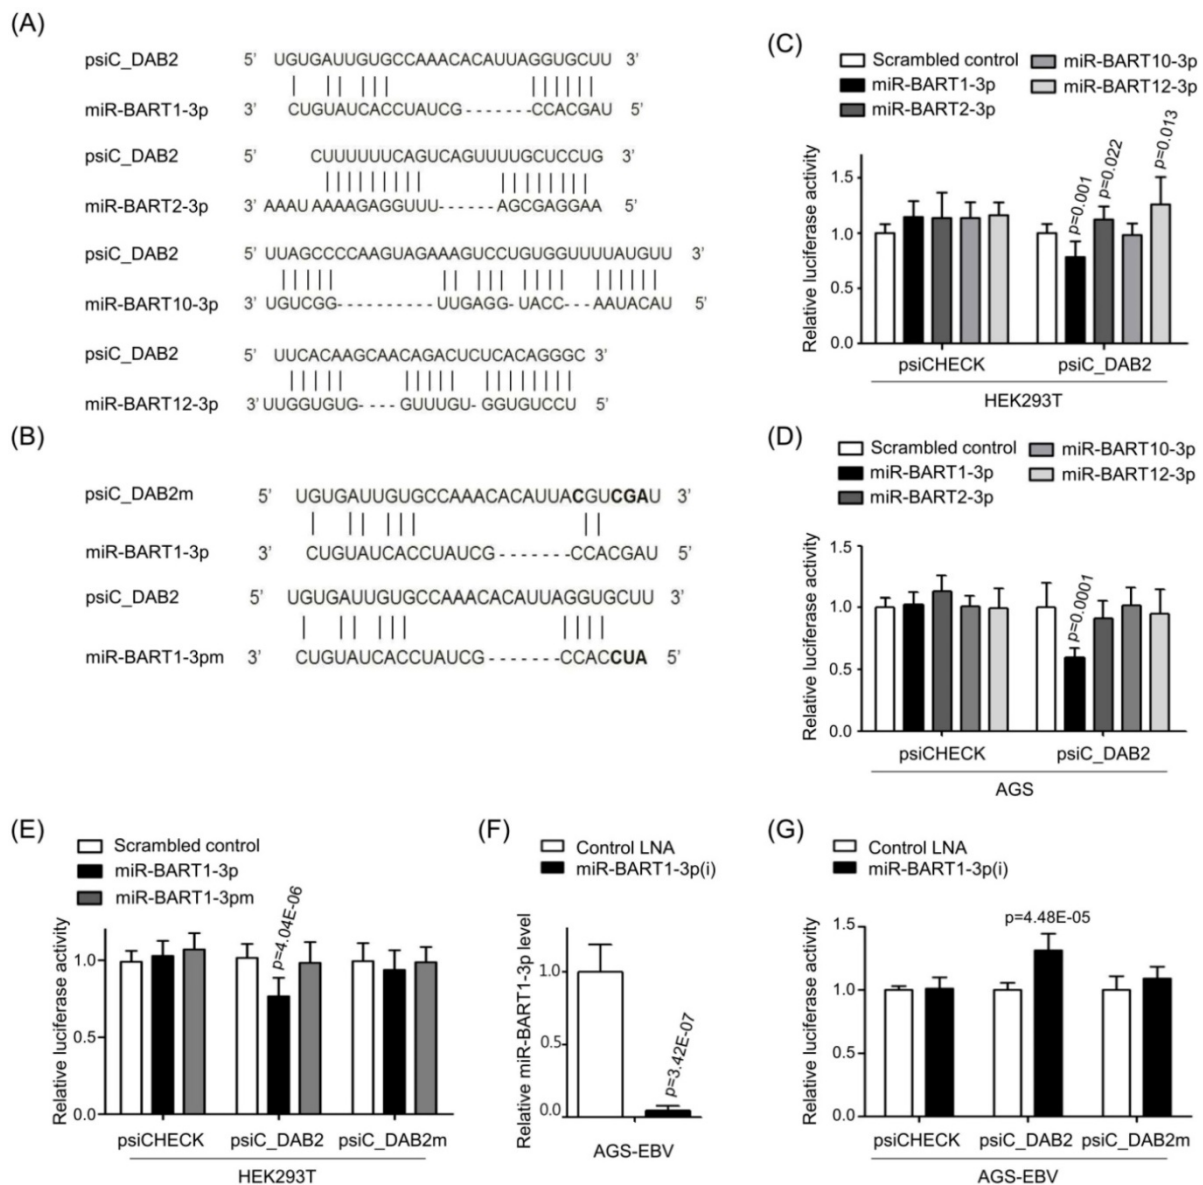 (A)
psiC_DAB2 5' UGUGAUUGUGCCAAACACAUUAGGUGCUU 3'
miR-BART1-3p 3' CUGUAUCACCUAUCG-------CCACGAU 5'
psiC_DAB2 5' CUUUUUUCAGUCAGUUUUGCUCCUG 3'
miR-BART2-3p 3' AAAU AAAAGAGGUUU------AGCGAGGAA 5'
psiC_DAB2 5' UUAGCCCCAAGUAGAAAGUCCUGUGGUUUUAUGUU 3'
miR-BART10-3p 3' UGUCGG----------UUGAGG-UACC---AAUACAU 5'
psiC_DAB2 5' UUCACAAGCAACAGACUCUCACAGGGC 3'
miR-BART12-3p 3' UUGGUGUG----GUUUGU-GGUGUCCU 5'
(B)
psiC_DAB2m 5' UGUGAUUGUGCCAAACACAUUACGUCGAU 3'
miR-BART1-3p 3' CUGUAUCACCUAUCG-------CCACGAU 5'
psiC_DAB2 5' UGUGAUUGUGCCAAACACAUUAGGUGCUU 3'
miR-BART1-3pm 3' CUGUAUCACCUAUCG-------CCACCUA 5'
(C)
Scrambled control miR-BART10-3p
miR-BART1-3p miR-BART12-3p
miR-BART2-3p
Relative luciferase activity
1.5
1.0
0.5
0.0
p=0.001
p=0.022
p=0.013
psiCHECK psiC_DAB2
HEK293T
(D)
Scrambled control miR-BART10-3p
miR-BART1-3p miR-BART12-3p
miR-BART2-3p
Relative luciferase activity
1.5
1.0
0.5
0.0
p=0.0001
psiCHECK psiC_DAB2
AGS
(E)
Scrambled control
miR-BART1-3p
miR-BART1-3pm
Relative luciferase activity
1.0
0.5
0.0
p=4.04E-06
psiCHECK psiC_DAB2 psiC_DAB2m
HEK293T
(F)
Control LNA
miR-BART1-3p(i)
Relative miR-BART1-3p level
1.0
0.5
0.0
p=3.42E-07
AGS-EBV
(G)
Control LNA
miR-BART1-3p(i)
Relative luciferase activity
1.5
1.0
0.5
0.0
p=4.48E-05
psiCHECK psiC_DAB2 psiC_DAB2m
AGS-EBV